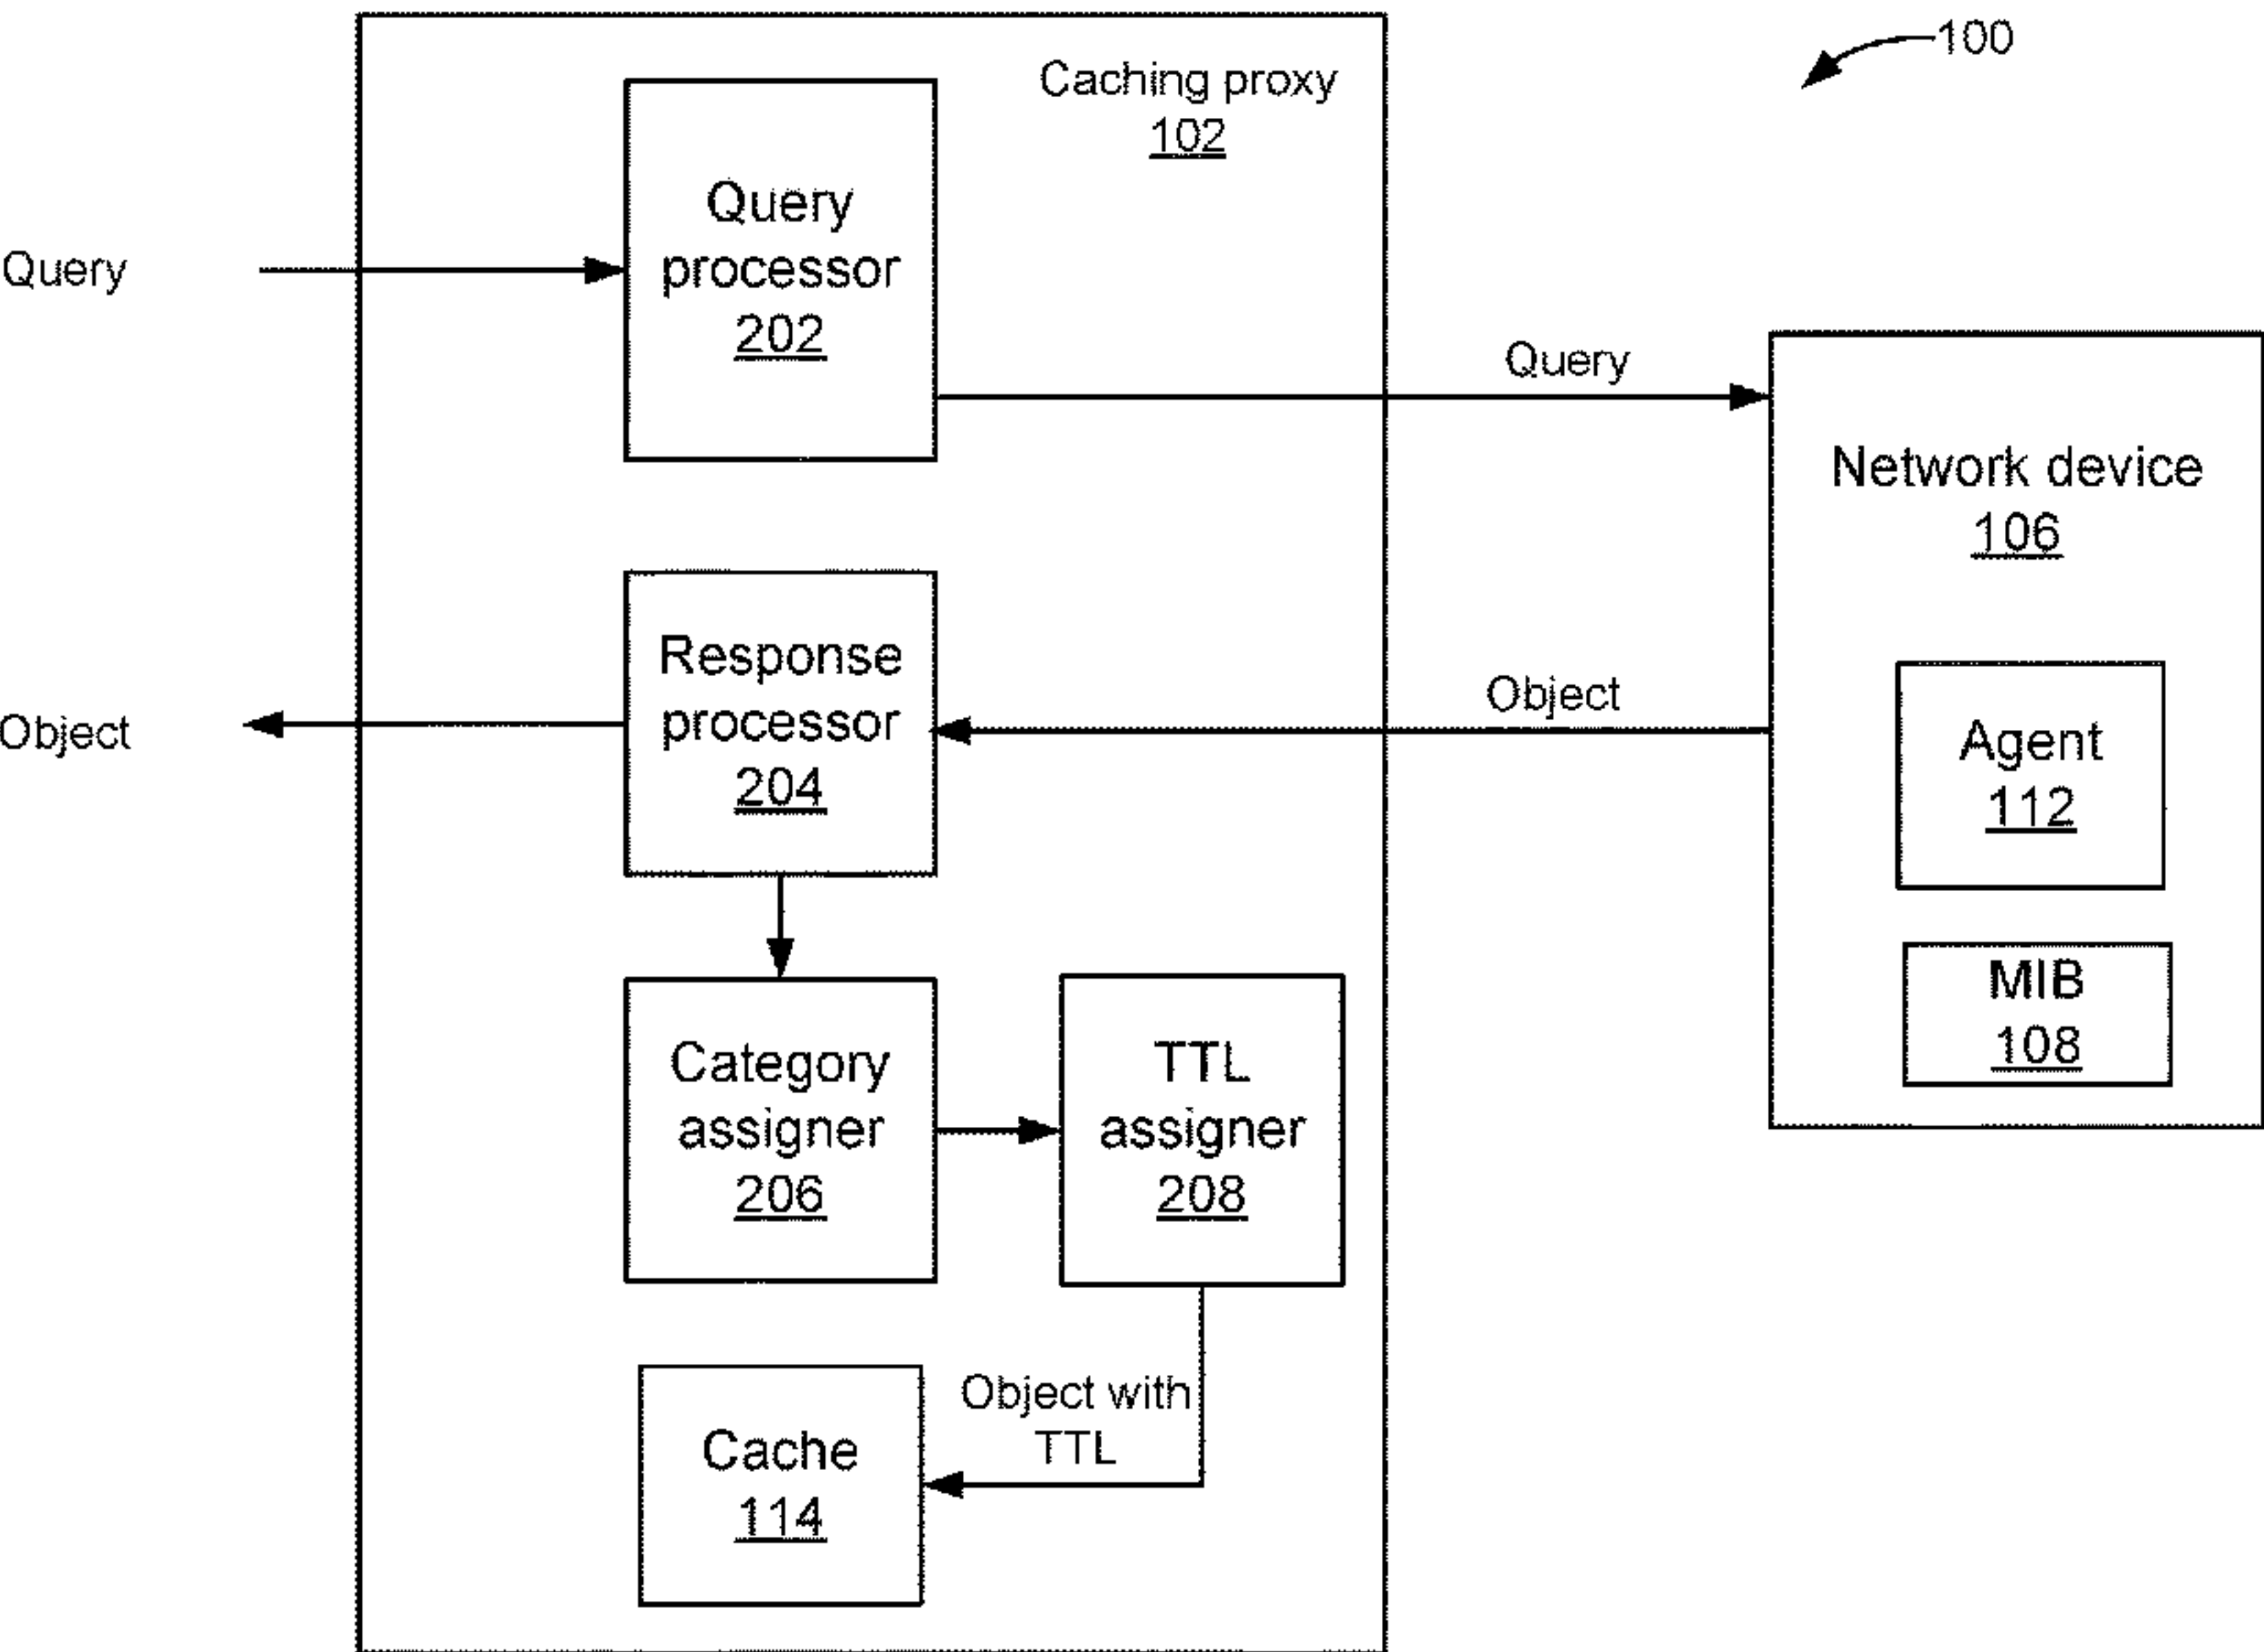 100
Caching proxy
102
Query
processor
202
Query
Query
Network device
106
Response
processor
204
Object
Object
Agent
112
MIB
108
Category
assigner
206
TTL
assigner
208
Object with
TTL
Cache
114